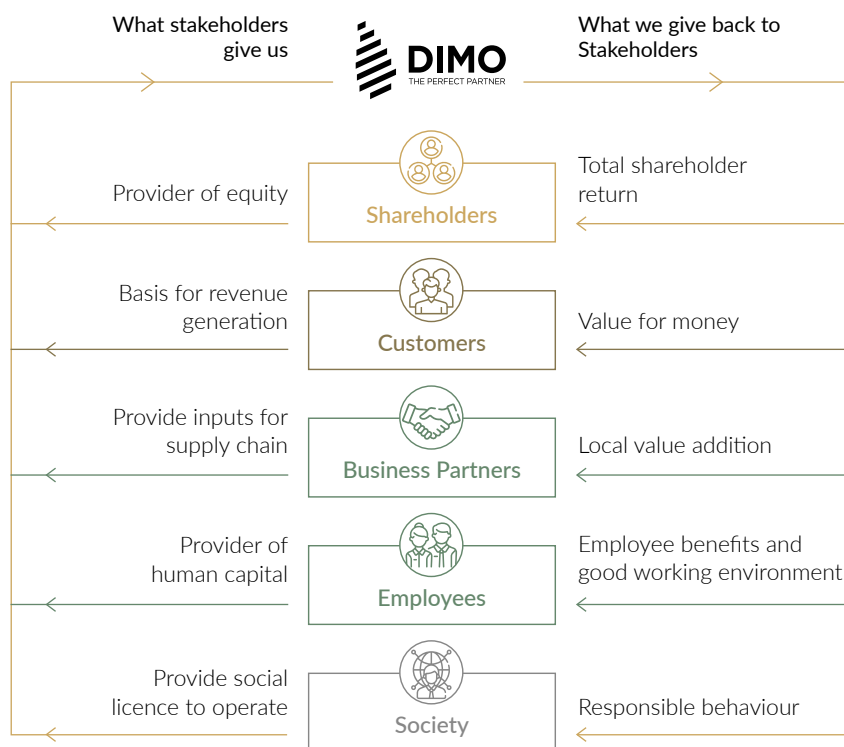 What stakeholders
give us
DIMO
THE PERFECT PARTNER
What we give back to
Stakeholders
Provider of equity
Shareholders
Total shareholder
return
Basis for revenue
generation
Customers
Value for money
Provide inputs for
supply chain
Business Partners
Local value addition
Provider of
human capital
Employees
Employee benefits and
good working environment
Provide social
licence to operate
Society
Responsible behaviour